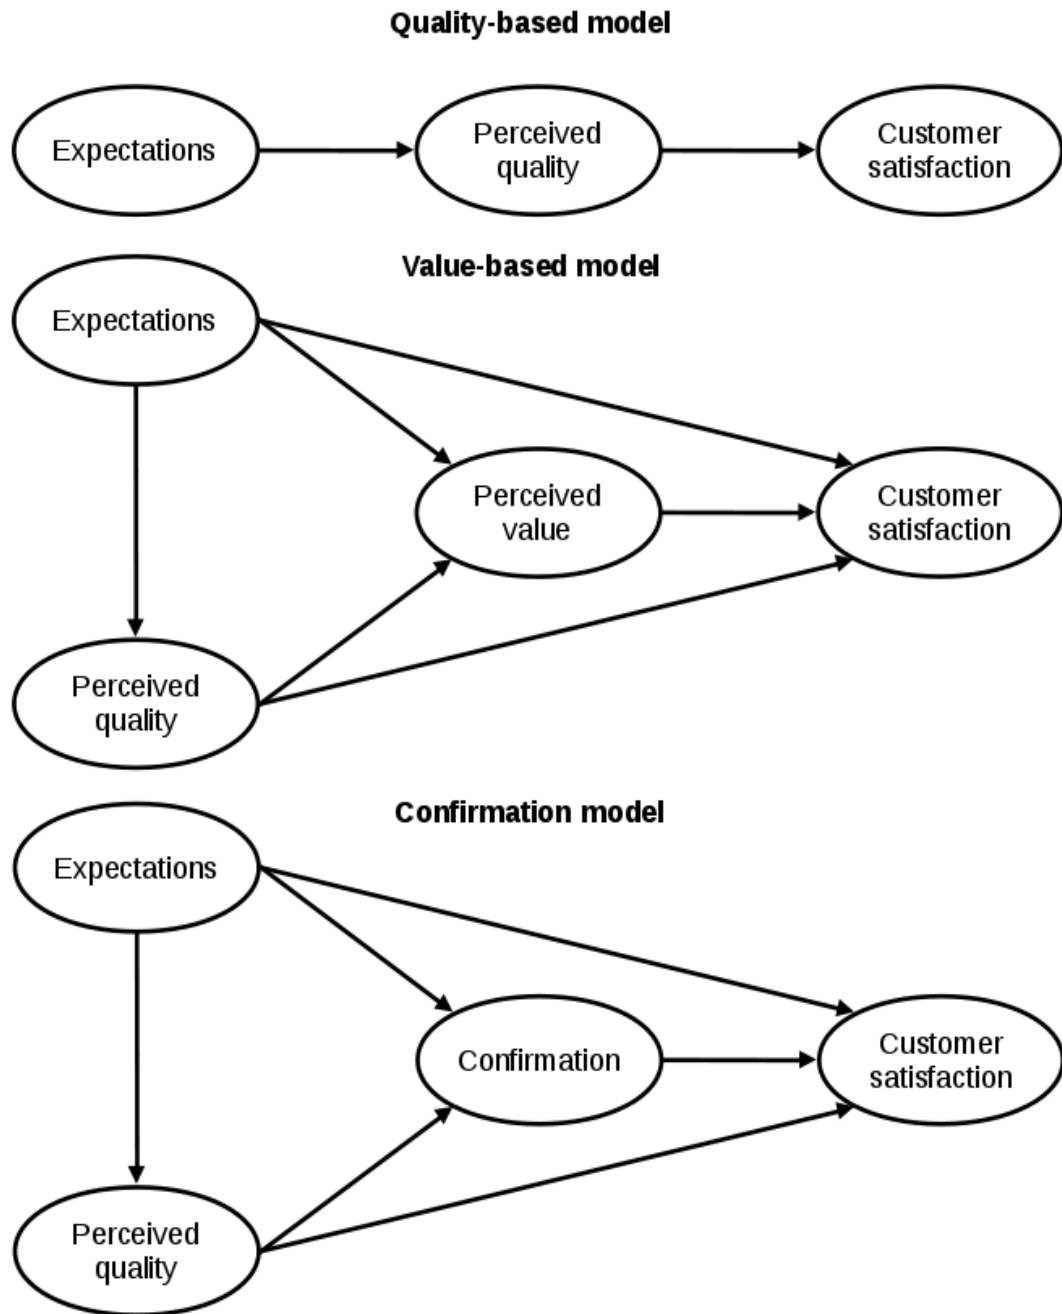 Quality-based model
Expectations
Perceived
quality
Customer
satisfaction
Value-based model
Expectations
Perceived
value
Customer
satisfaction
Perceived
quality
Confirmation model
Expectations
Confirmation
Customer
satisfaction
Perceived
quality